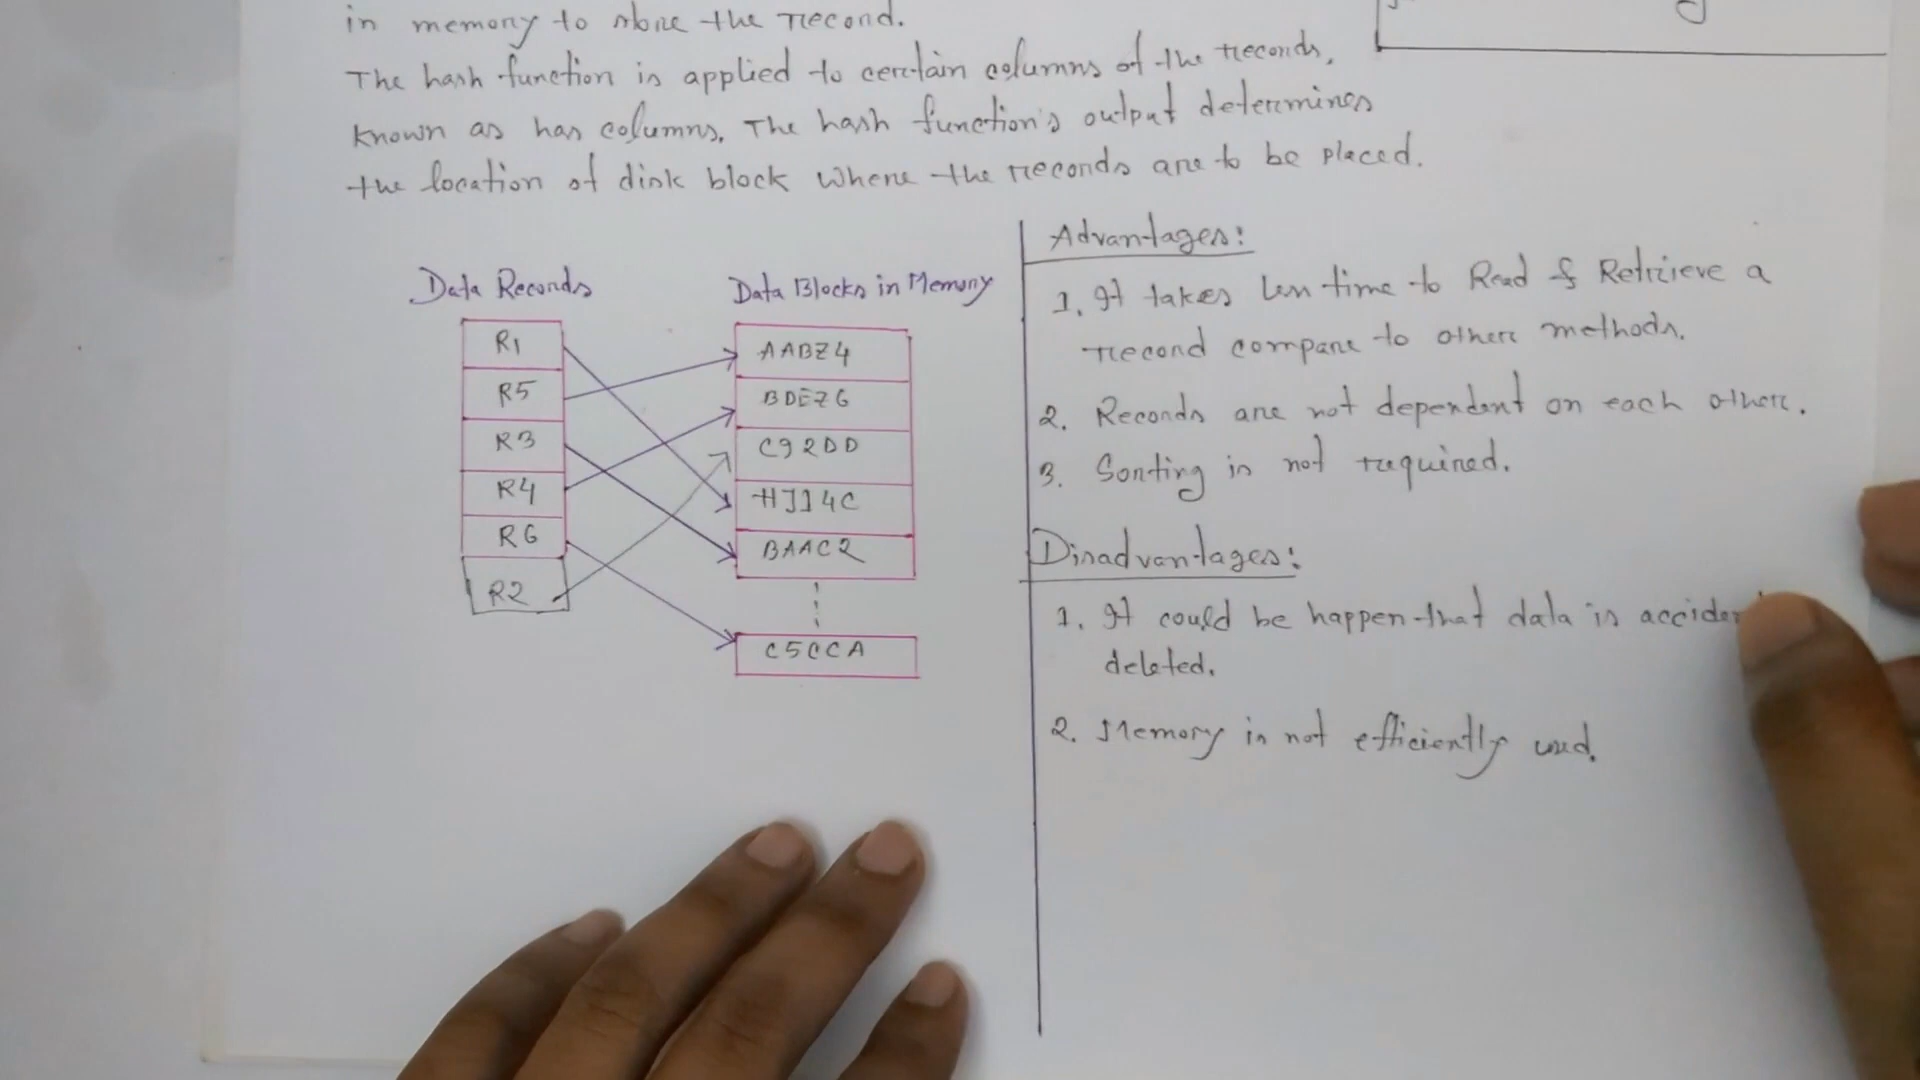 in memory to store the record.
The hash function is applied to certain columns of the records,
known as has columns. The hash function's output determines
the location of disk block where the records are to be placed.
Data Records
R1
R5
R3
R4
R6
R2
Data Blocks in Memory
AABZ4
BDEZ6
C92DD
HJ14C
BAAC2
C5CCA
Advantages:
1. It takes less time to Read & Retrieve a
record compare to other methods.
2. Records are not dependent on each other.
3. Sorting is not required.
Disadvantages:
1. It could be happen that data is
deleted.
2. Memory is not efficiently used.